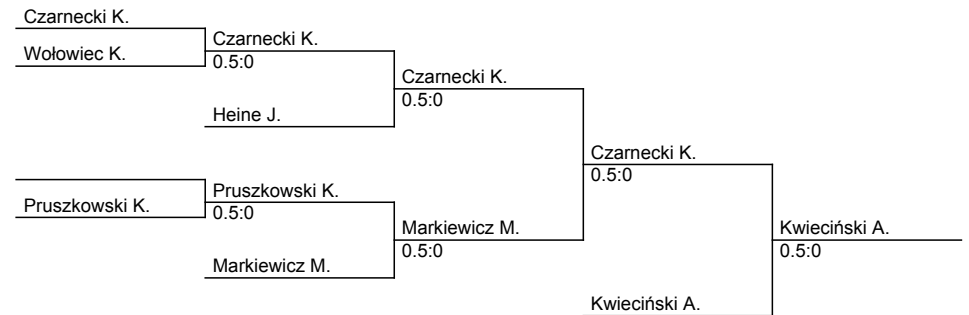 Czarnecki K.
Wołowiec K.
Czarnecki K.
0.5:0
Heine J.
Czarnecki K.
0.5:0
Pruszkowski K.
Pruszkowski K.
0.5:0
Markiewicz M.
Markiewicz M.
0.5:0
Czarnecki K.
0.5:0
Kwieciński A.
Kwieciński A.
0.5:0